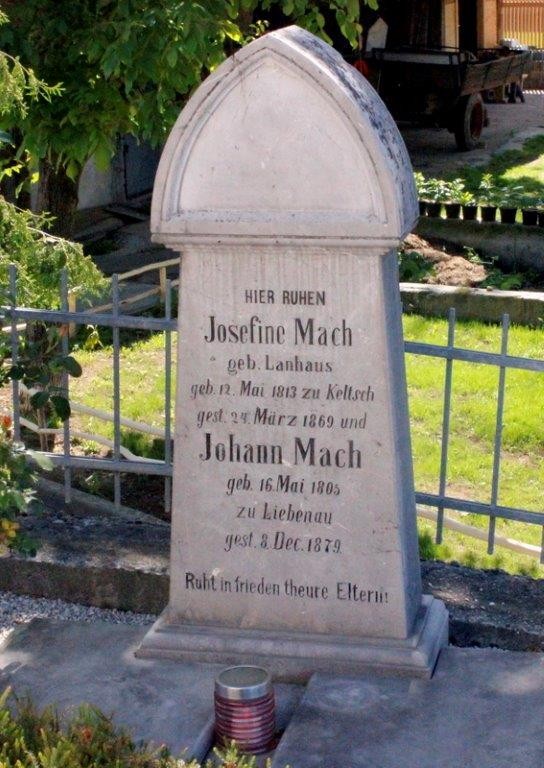 HIER RUHEN
Josefine Mach
geb. Lanhaus
geb. 12. Mai 1813 zu Keltsch
gest. 24. März 1869 und
Johann Mach
geb. 16. Mai 1805
zu Liebenau
gest. 8. Dec. 1879.
Ruht in frieden theure Eltern!